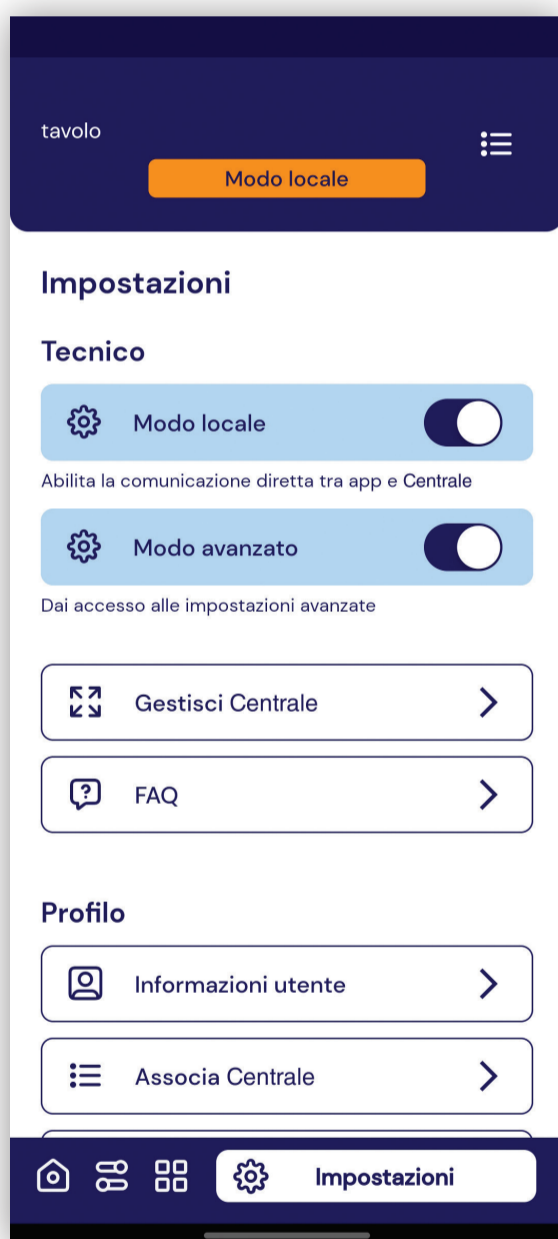 tavolo
Modo locale
Impostazioni
Tecnico
Modo locale
Abilita la comunicazione diretta tra app e Centrale
Modo avanzato
Dai accesso alle impostazioni avanzate
Gestisci Centrale
FAQ
Profilo
Informazioni utente
Associa Centrale
Impostazioni